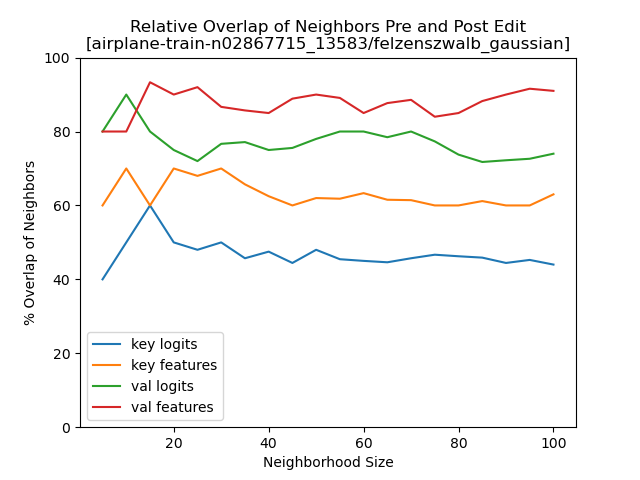 Relative Overlap of Neighbors Pre and Post Edit
[airplane-train-n02867715_13583/felzenszwalb_gaussian]
100
80
60
40
20
0
% Overlap of Neighbors
key logits
key features
val logits
val features
20 40 60 80 100
Neighborhood Size